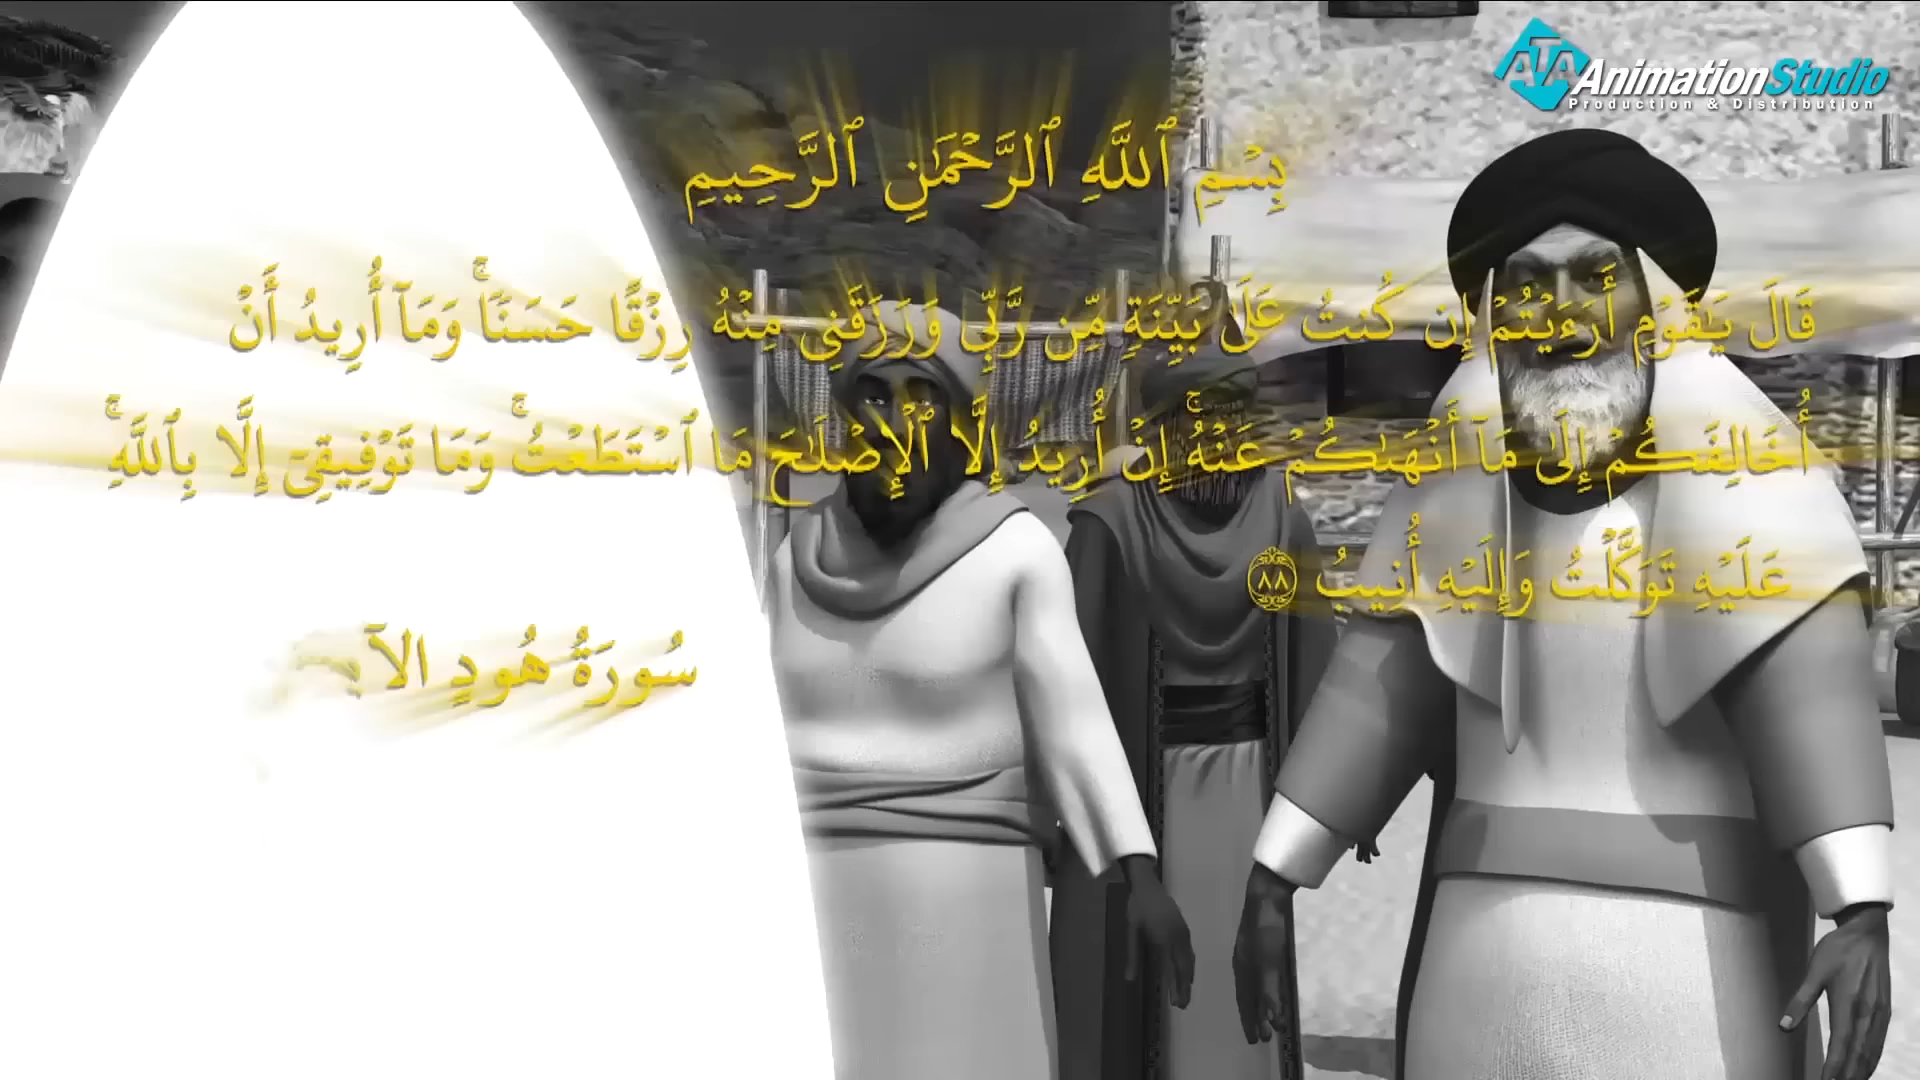 ATA AnimationStudio
Production & Distribution
بِسْمِ ٱللَّهِ ٱلرَّحْمَٰنِ ٱلرَّحِيمِ
قَالَ يَٰقَوْمِ أَرَءَيْتُمْ إِن كُنتُ عَلَىٰ بَيِّنَةٍ مِّن رَّبِّى وَرَزَقَنِى مِنْهُ رِزْقًا حَسَنًا ۚ وَمَآ أُرِيدُ أَنْ
أُخَالِفَكُمْ إِلَىٰ مَآ أَنْهَىٰكُمْ عَنْهُ ۚ إِنْ أُرِيدُ إِلَّا ٱلْإِصْلَٰحَ مَا ٱسْتَطَعْتُ ۚ وَمَا تَوْفِيقِىٓ إِلَّا بِٱللَّهِ ۚ
عَلَيْهِ تَوَكَّلْتُ وَإِلَيْهِ أُنِيبُ ۝٨٨
سُورَةُ هُودٍ